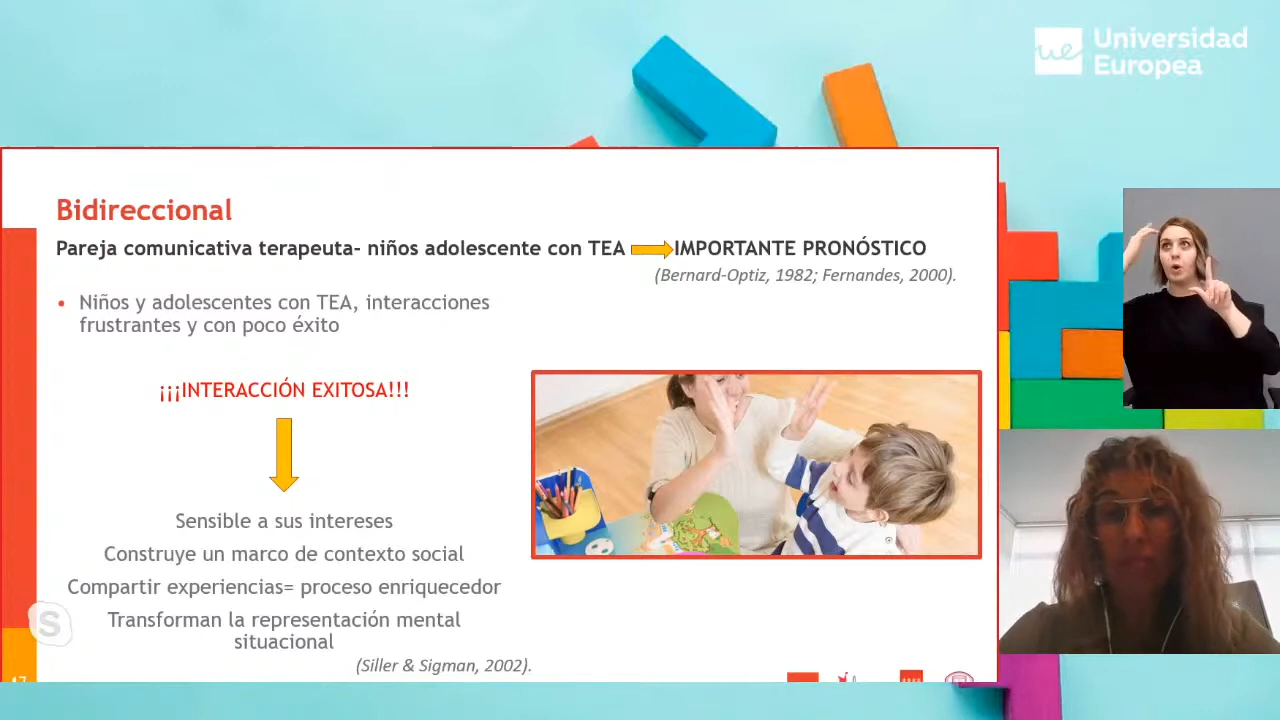 ue Universidad
Europea
Bidireccional
Pareja comunicativa terapeuta- niños adolescente con TEA IMPORTANTE PRONÓSTICO
(Bernard-Optiz, 1982; Fernandes, 2000).
• Niños y adolescentes con TEA, interacciones
frustrantes y con poco éxito
¡¡¡INTERACCIÓN EXITOSA!!!
Sensible a sus intereses
Construye un marco de contexto social
Compartir experiencias= proceso enriquecedor
Transforman la representación mental
situacional
(Siller & Sigman, 2002).
S